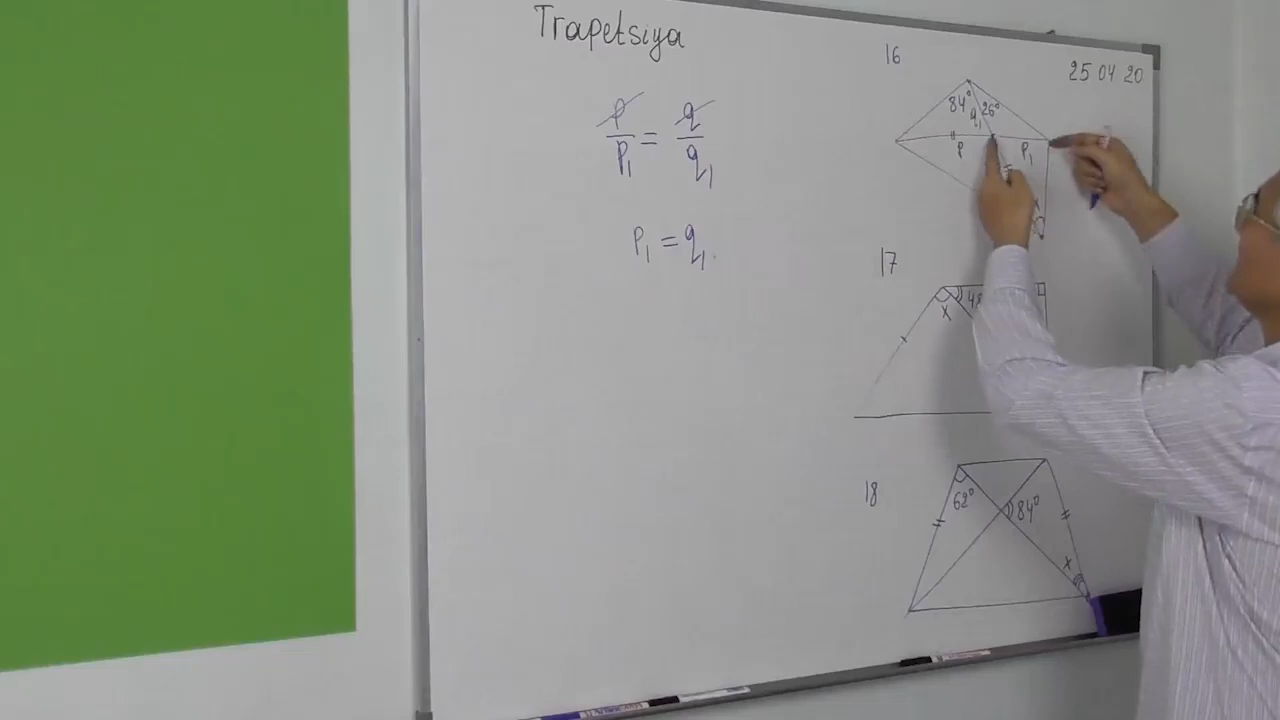 Trapetsiya
25 04 20
p/p₁ = q/q₁
p₁ = q₁
16
84° 26°
q₁
p p₁
x
17
x
18
62° 84°
x